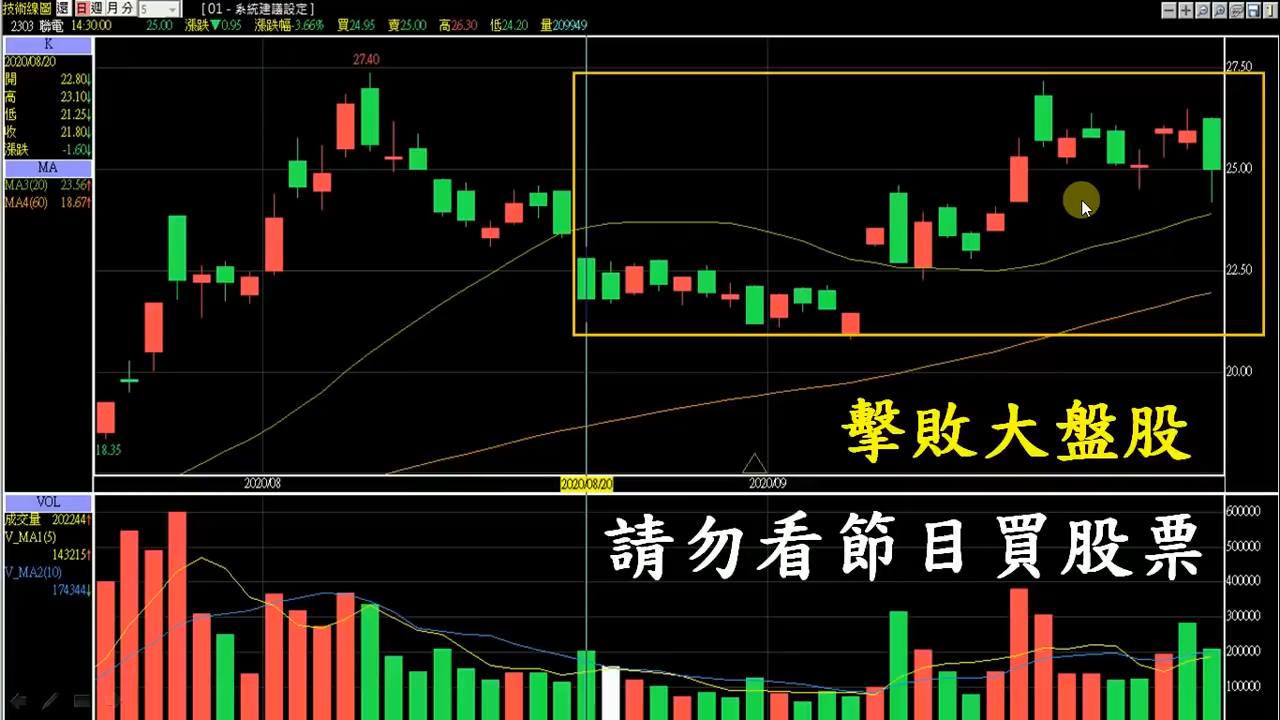 技術線圖 還 日 週 月 分 5 [ 01 - 系統建議設定 ]
2303 聯電 14:30:00 25.00 漲跌▼0.95 漲跌幅-3.66% 買24.95 賣25.00 高26.30 低24.20 量209949
K
2020/08/20
開 22.80↓
高 23.10↓
低 21.25↓
收 21.80↓
漲跌 -1.60↓
MA
MA3(20) 23.56↑
MA4(60) 18.67↑
27.40
27.50
25.00
22.50
20.00
18.35
擊敗大盤股
2020/08 2020/08/20 2020/09
VOL
成交量 202244↑
V_MA1(5)
143215↑
V_MA2(10)
174344↓
請勿看節目買股票
600000
500000
400000
300000
200000
100000